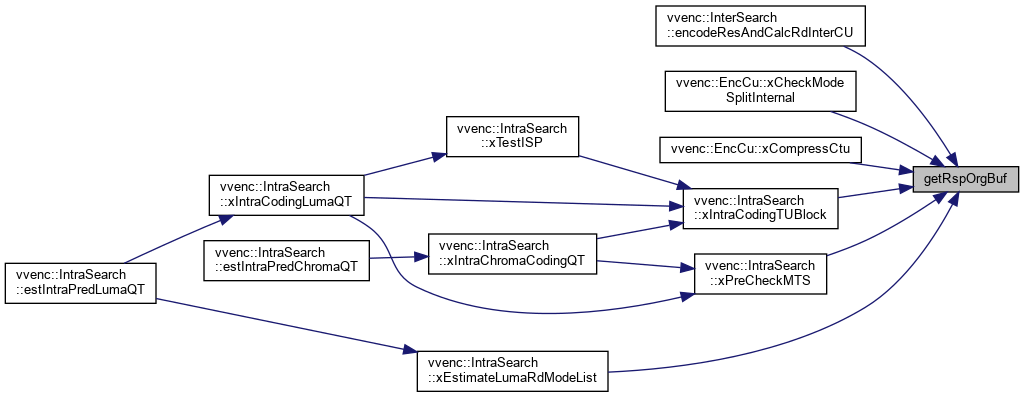 vvenc::InterSearch
::encodeResAndCalcRdInterCU
vvenc::EncCu::xCheckMode
SplitInternal
vvenc::IntraSearch
::xTestISP
vvenc::EncCu::xCompressCtu
getRspOrgBuf
vvenc::IntraSearch
::xIntraCodingLumaQT
vvenc::IntraSearch
::xIntraCodingTUBlock
vvenc::IntraSearch
::estIntraPredChromaQT
vvenc::IntraSearch
::xIntraChromaCodingQT
vvenc::IntraSearch
::estIntraPredLumaQT
vvenc::IntraSearch
::xPreCheckMTS
vvenc::IntraSearch
::xEstimateLumaRdModeList